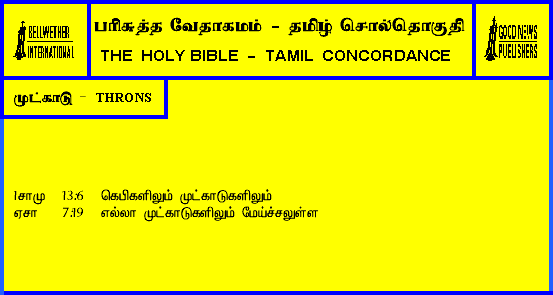 BELLWETHER
INTERNATIONAL
பரிசுத்த வேதாகமம் - தமிழ் சொல்தொகுதி
THE HOLY BIBLE - TAMIL CONCORDANCE
GOOD NEWS
PUBLISHERS
முட்காடு - THRONS
1சாமு 13:6 கெபிகளிலும் முட்காடுகளிலும்
ஏசா 7:19 எல்லா முட்காடுகளிலும் மேய்ச்சலுள்ள